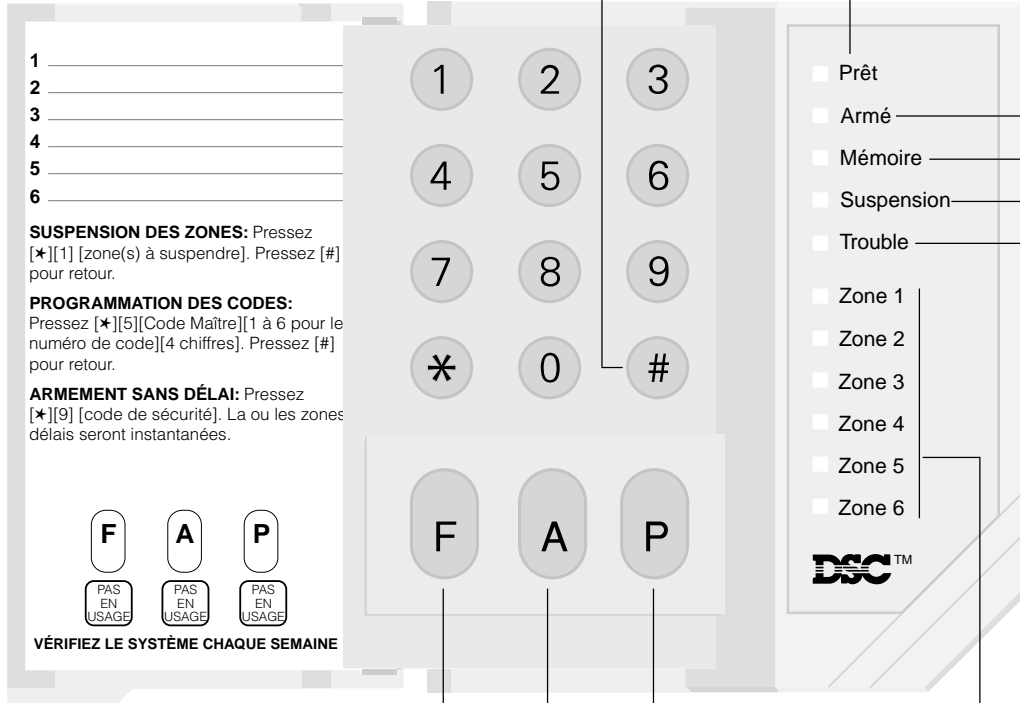 1
2
3
4
5
6
SUSPENSION DES ZONES: Pressez
[✶][1] [zone(s) à suspendre]. Pressez [#]
pour retour.
PROGRAMMATION DES CODES:
Pressez [✶][5][Code Maître][1 à 6 pour le
numéro de code][4 chiffres]. Pressez [#]
pour retour.
ARMEMENT SANS DÉLAI: Pressez
[✶][9] [code de sécurité]. La ou les zones
délais seront instantanées.
F A P
PAS PAS PAS
EN EN EN
USAGE USAGE USAGE
VÉRIFIEZ LE SYSTÈME CHAQUE SEMAINE
1 2 3
4 5 6
7 8 9
* 0 #
F A P
Prêt
Armé
Mémoire
Suspension
Trouble
Zone 1
Zone 2
Zone 3
Zone 4
Zone 5
Zone 6
DSC™